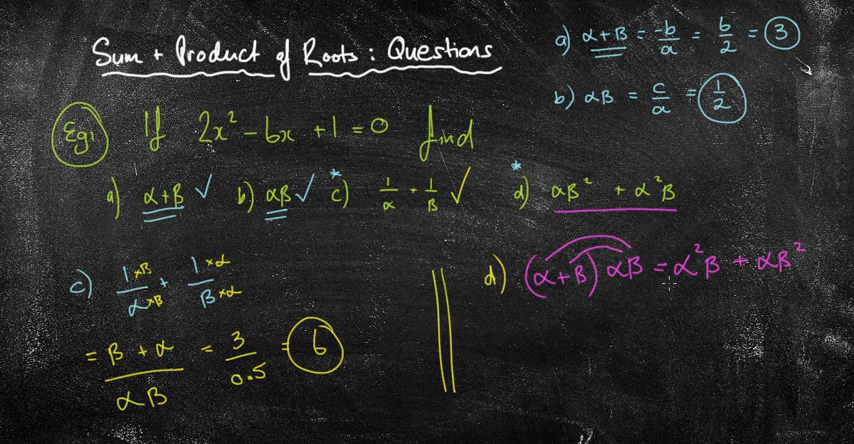 Sum + Product of Roots : Questions
a) α+β = -b/a = 6/2 = 3
b) αβ = c/a = 1/2
Eg1 If 2x² - 6x + 1 = 0 find
a) α+β ✓ b) αβ ✓ * c) 1/α + 1/β ✓ * d) αβ² + α²β
c) 1×β/α×β + 1×α/β×α
= β + α/αβ = 3/0.5 = 6
d) (α+β) αβ = α²β + αβ²